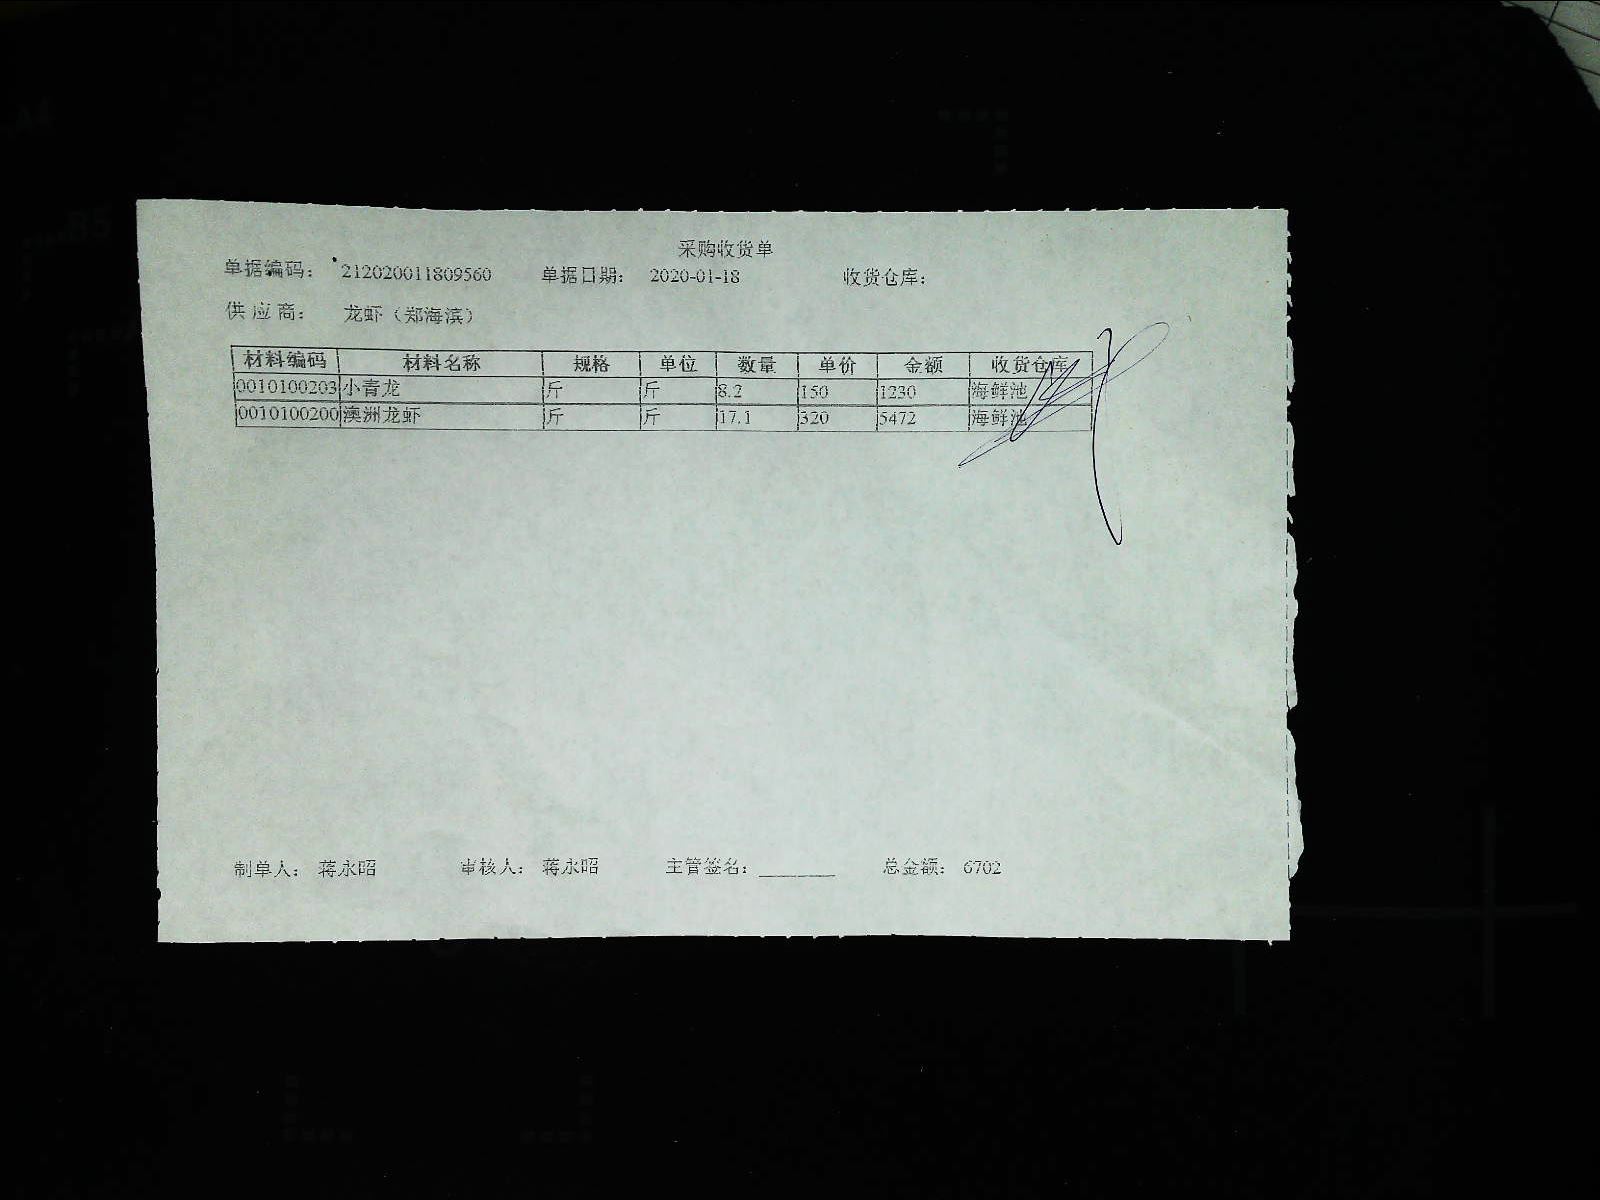 采购收货单
单据编码: 212020011809560 单据日期: 2020-01-18 收货仓库:
供应商: 龙虾（郑海滨）
材料编码 材料名称 规格 单位 数量 单价 金额 收货仓库
0010100203 小青龙 斤 斤 8.2 150 1230 海鲜池
0010100200 澳洲龙虾 斤 斤 17.1 320 5472 海鲜池
制单人: 蒋永昭 审核人: 蒋永昭 主管签名: 总金额: 6702